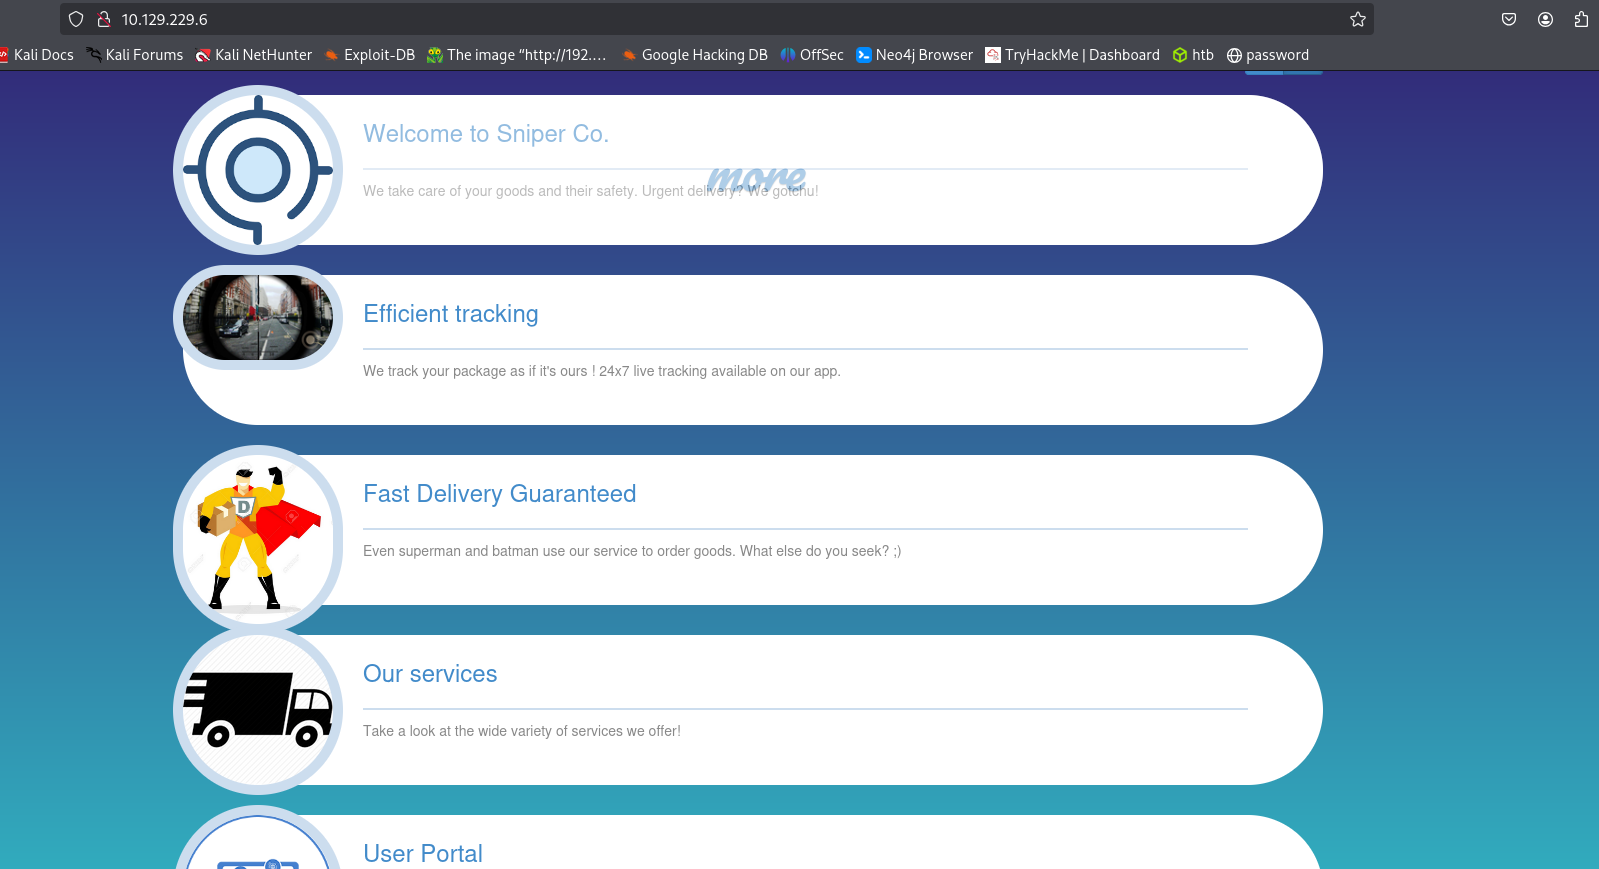 10.129.229.6
Kali Docs Kali Forums Kali NetHunter Exploit-DB The image “http://192.... Google Hacking DB OffSec Neo4j Browser TryHackMe | Dashboard htb password
Welcome to Sniper Co.
more
We take care of your goods and their safety. Urgent delivery? We gotchu!
Efficient tracking
We track your package as if it's ours ! 24x7 live tracking available on our app.
D
Fast Delivery Guaranteed
Even superman and batman use our service to order goods. What else do you seek? ;)
Our services
Take a look at the wide variety of services we offer!
User Portal